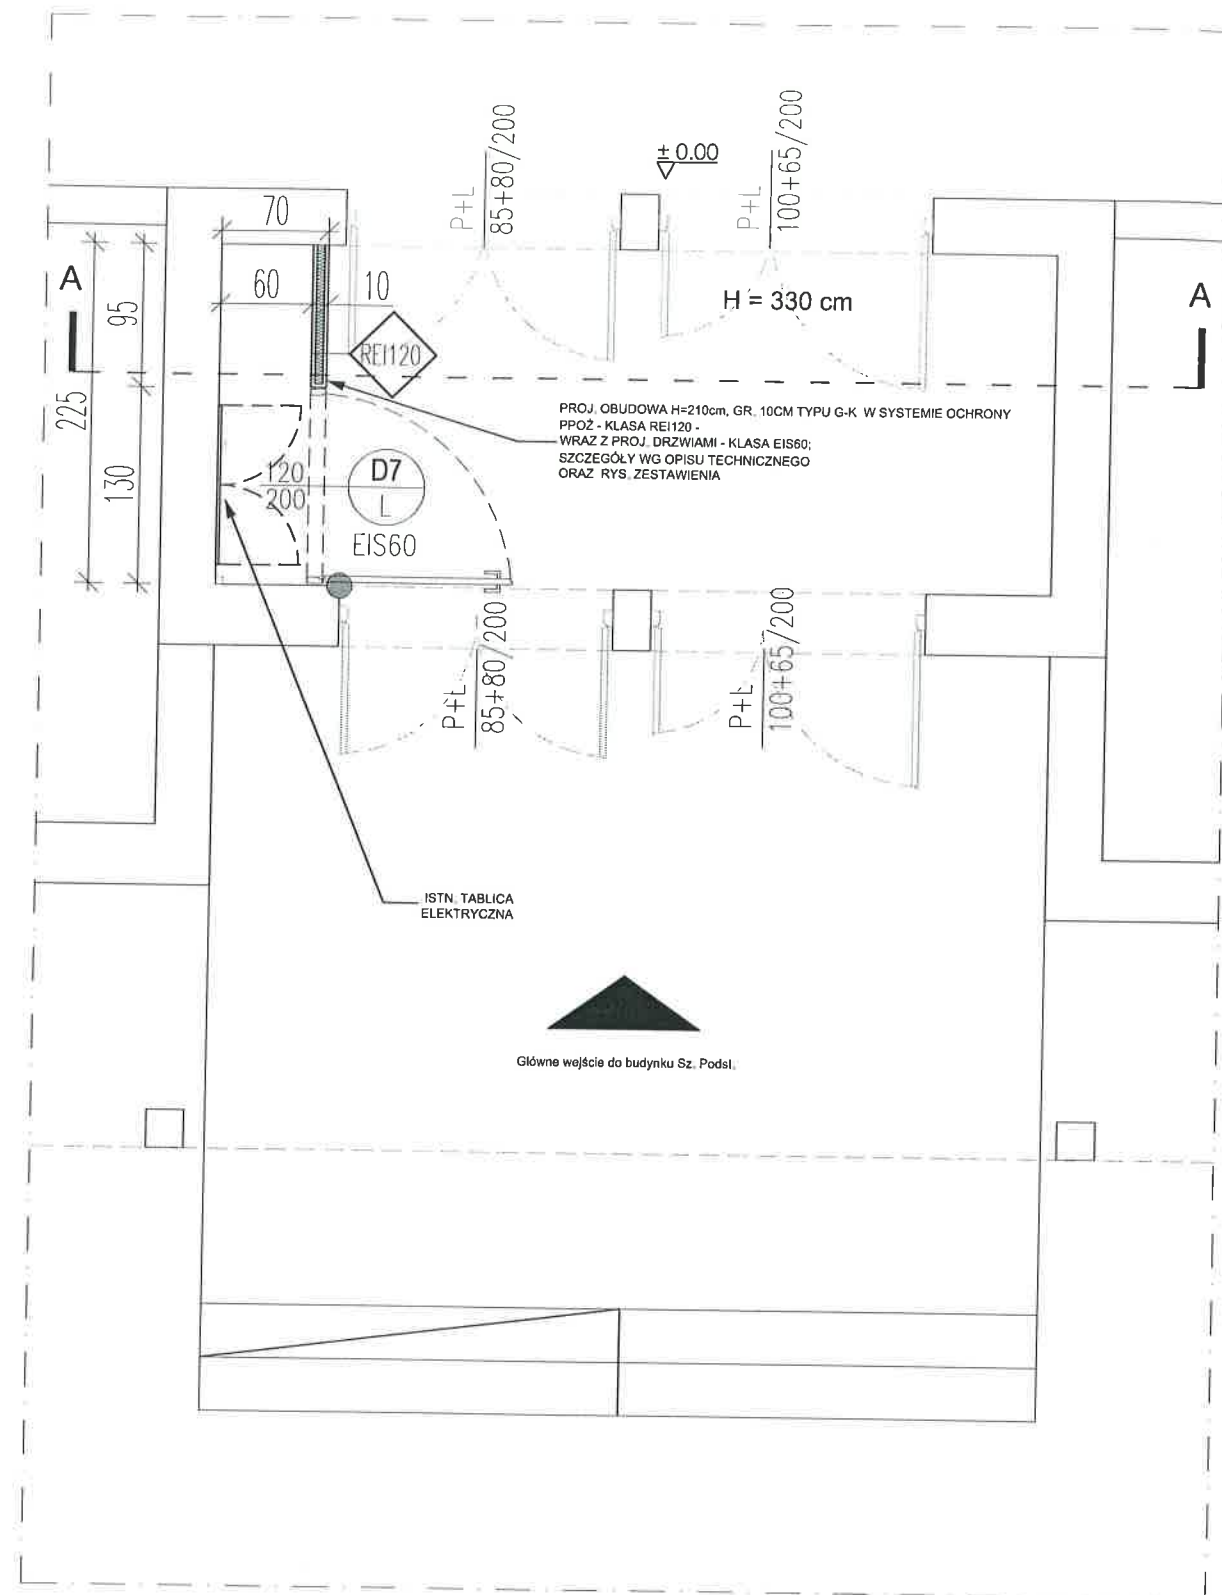 P+L
85+80/200
± 0.00
P+L
100+65/200
70
A
95
60
10
H = 330 cm
A
REI120
225
130
PROJ. OBUDOWA H=210cm, GR. 10CM TYPU G-K W SYSTEMIE OCHRONY
PPOŻ - KLASA REI120 -
WRAZ Z PROJ. DRZWIAMI - KLASA EIS60;
SZCZEGÓŁY WG OPISU TECHNICZNEGO
ORAZ RYS. ZESTAWIENIA
120
200
D7
L
EIS60
P+L
85+80/200
P+L
100+65/200
ISTN. TABLICA
ELEKTRYCZNA
Główne wejście do budynku Sz. Podst.